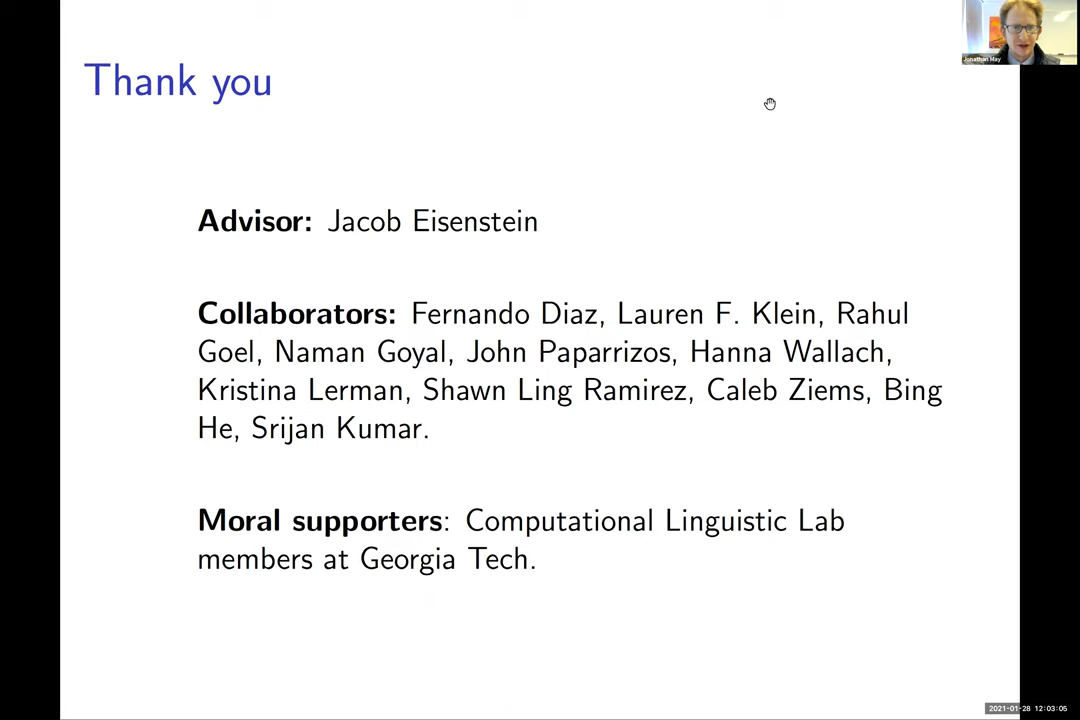 Thank you
Jonathan May
Advisor: Jacob Eisenstein
Collaborators: Fernando Diaz, Lauren F. Klein, Rahul
Goel, Naman Goyal, John Paparrizos, Hanna Wallach,
Kristina Lerman, Shawn Ling Ramirez, Caleb Ziems, Bing
He, Srijan Kumar.
Moral supporters: Computational Linguistic Lab
members at Georgia Tech.
2021-01-28 12:03:05